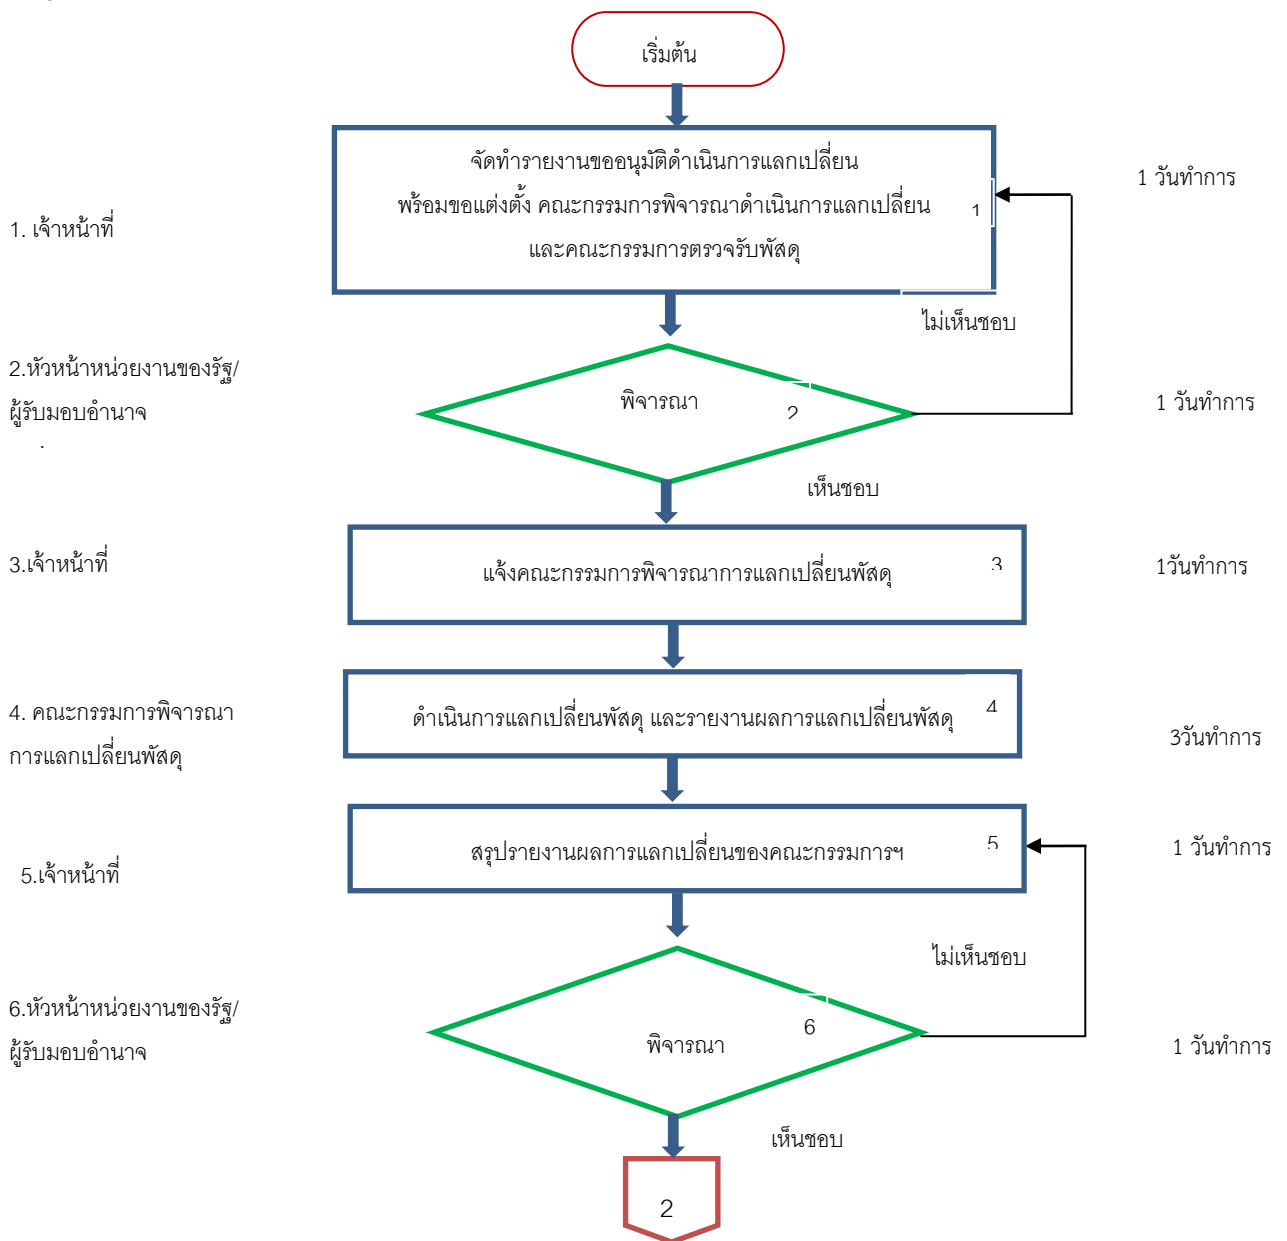 เริ่มต้น
จัดทำรายงานขออนุมัติดำเนินการแลกเปลี่ยน
พร้อมขอแต่งตั้ง คณะกรรมการพิจารณาดำเนินการแลกเปลี่ยน
และคณะกรรมการตรวจรับพัสดุ
1
1 วันทำการ
1. เจ้าหน้าที่
ไม่เห็นชอบ
2.หัวหน้าหน่วยงานของรัฐ/
ผู้รับมอบอำนาจ
พิจารณา
2
1 วันทำการ
เห็นชอบ
3.เจ้าหน้าที่
แจ้งคณะกรรมการพิจารณาการแลกเปลี่ยนพัสดุ
3
1วันทำการ
4. คณะกรรมการพิจารณา
การแลกเปลี่ยนพัสดุ
ดำเนินการแลกเปลี่ยนพัสดุ และรายงานผลการแลกเปลี่ยนพัสดุ
4
3วันทำการ
สรุปรายงานผลการแลกเปลี่ยนของคณะกรรมการฯ
5
1 วันทำการ
5.เจ้าหน้าที่
ไม่เห็นชอบ
6.หัวหน้าหน่วยงานของรัฐ/
ผู้รับมอบอำนาจ
พิจารณา
6
1 วันทำการ
เห็นชอบ
2